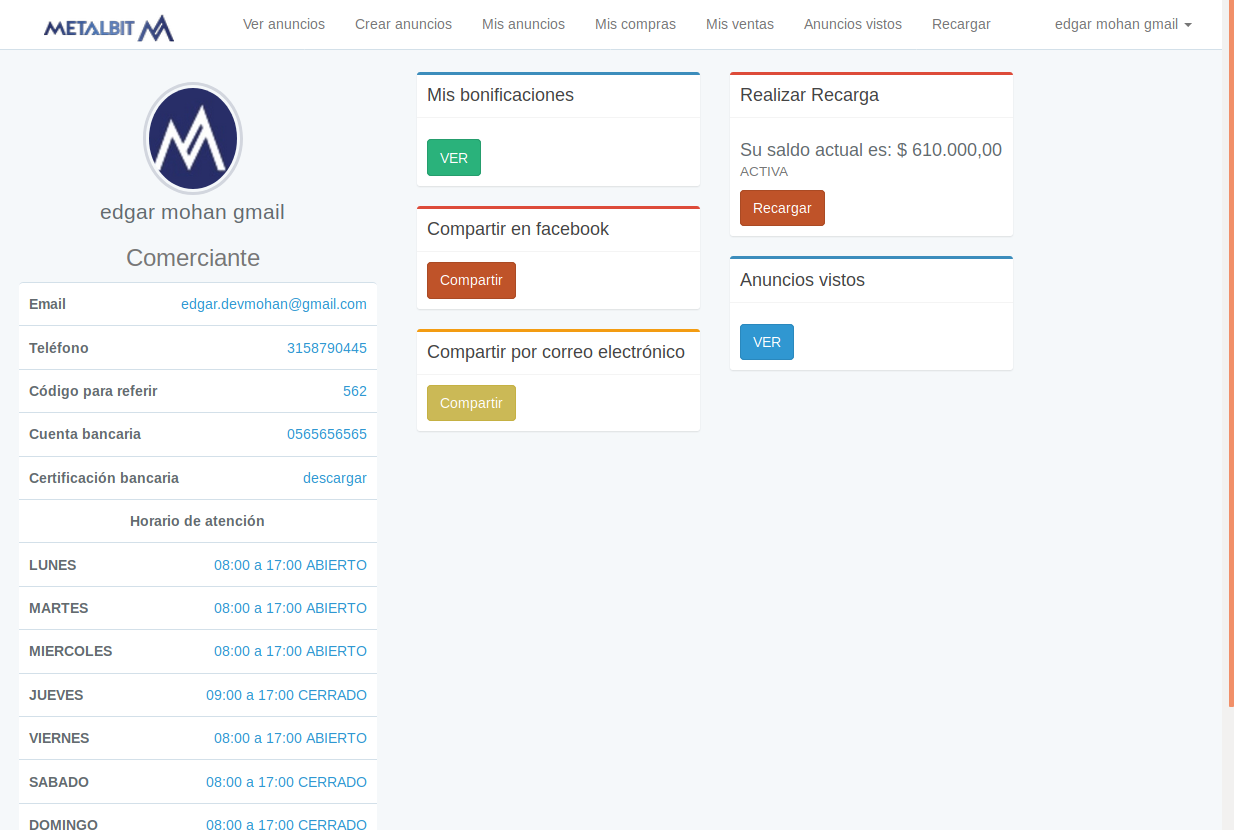 METALBIT
Ver anuncios Crear anuncios Mis anuncios Mis compras Mis ventas Anuncios vistos Recargar edgar mohan gmail
edgar mohan gmail
Comerciante
Email edgar.devmohan@gmail.com
Teléfono 3158790445
Código para referir 562
Cuenta bancaria 0565656565
Certificación bancaria descargar
Horario de atención
LUNES 08:00 a 17:00 ABIERTO
MARTES 08:00 a 17:00 ABIERTO
MIERCOLES 08:00 a 17:00 ABIERTO
JUEVES 09:00 a 17:00 CERRADO
VIERNES 08:00 a 17:00 ABIERTO
SABADO 08:00 a 17:00 CERRADO
DOMINGO 08:00 a 17:00 CERRADO
Mis bonificaciones
VER
Compartir en facebook
Compartir
Compartir por correo electrónico
Compartir
Realizar Recarga
Su saldo actual es: $ 610.000,00
ACTIVA
Recargar
Anuncios vistos
VER